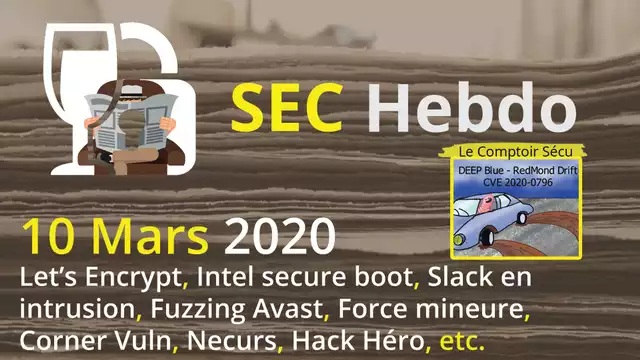 SEC Hebdo
Le Comptoir Sécu
DEEP Blue - RedMond Drift
CVE 2020-0796
10 Mars 2020
Let's Encrypt, Intel secure boot, Slack en
intrusion, Fuzzing Avast, Force mineure,
Corner Vuln, Necurs, Hack Héro, etc.